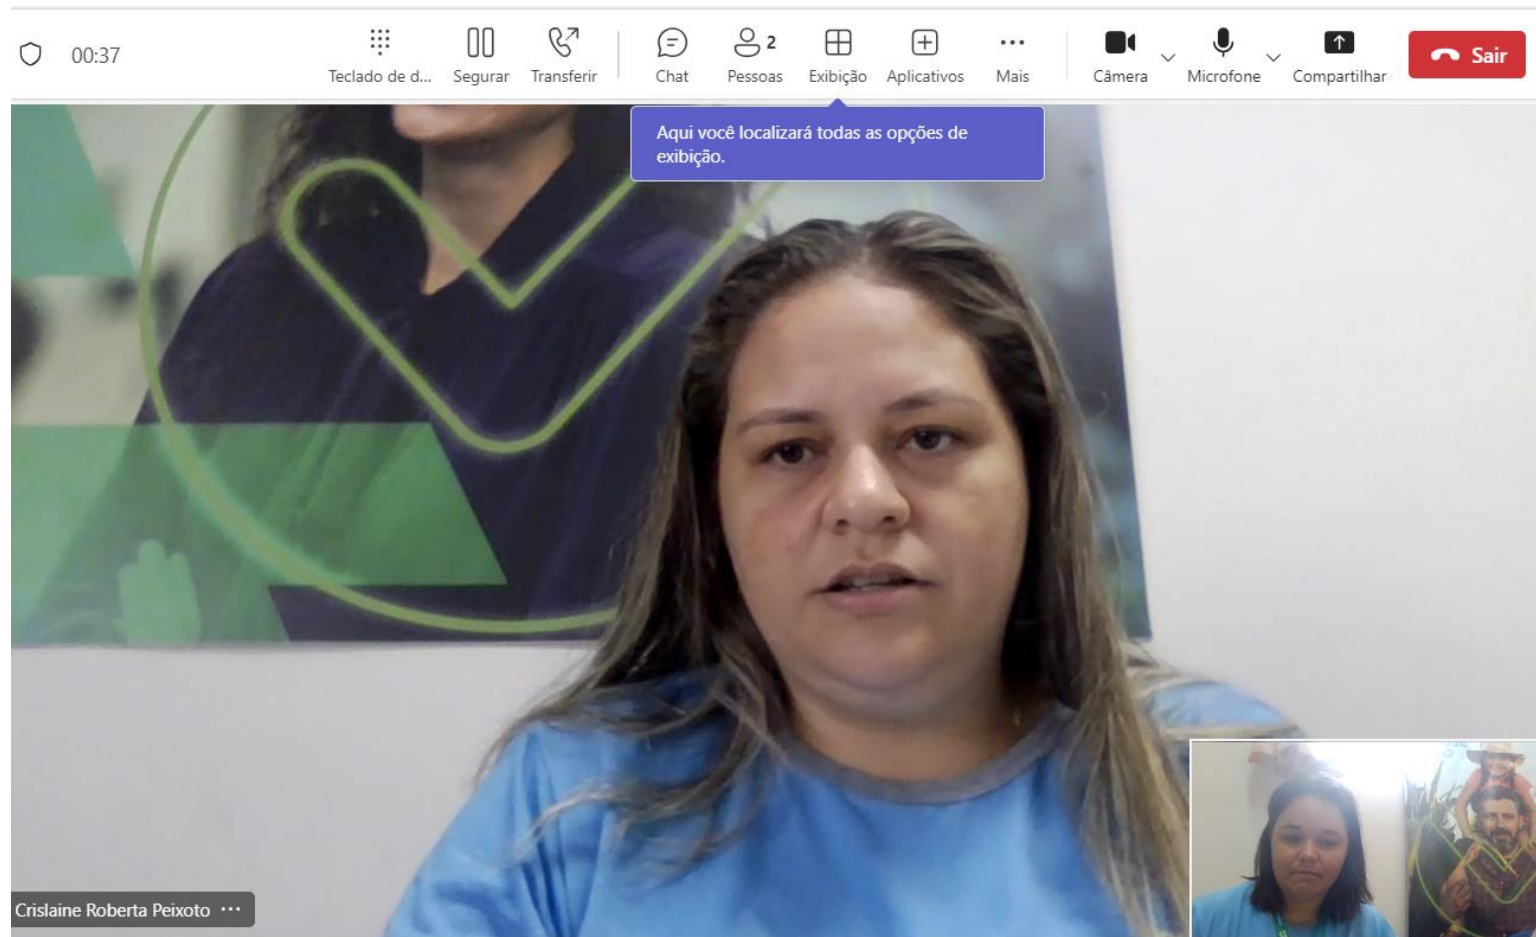 00:37
Teclado de d...
Segurar
Transferir
Chat
2
Pessoas
Exibição
Aplicativos
Mais
Câmera
Microfone
Compartilhar
Sair
Aqui você localizará todas as opções de
exibição.
Crislaine Roberta Peixoto ···